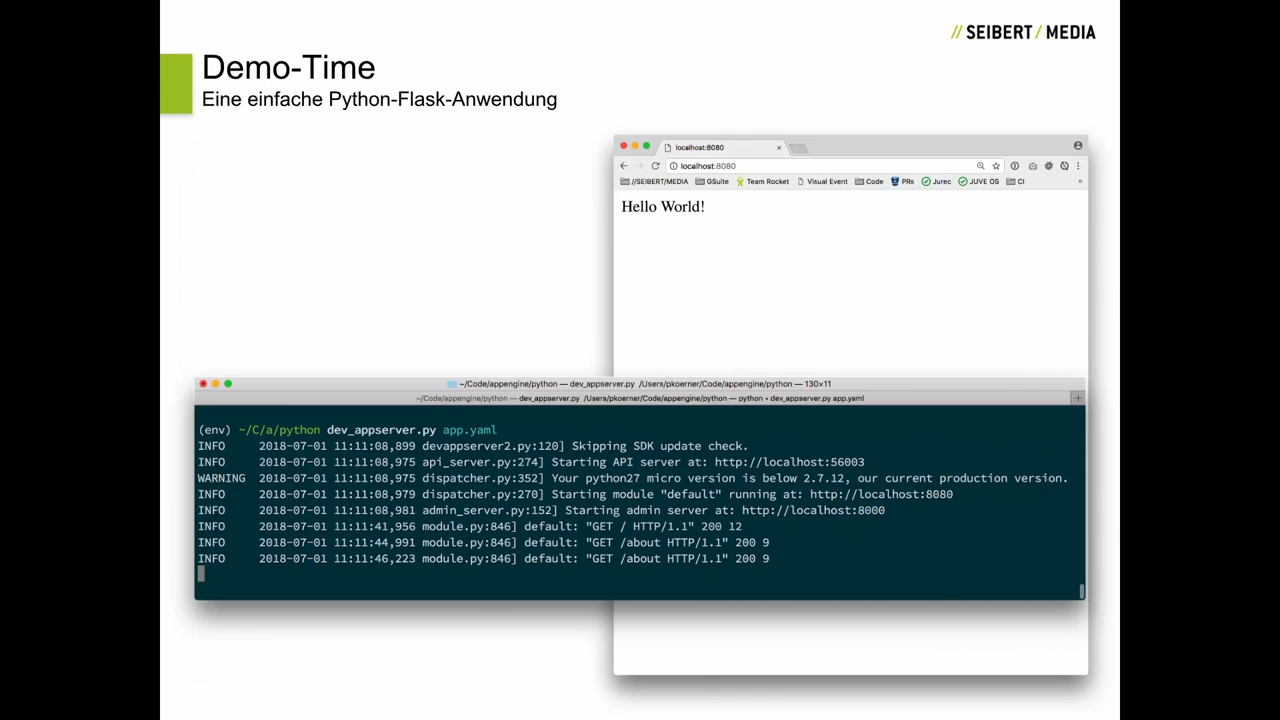 // SEIBERT / MEDIA
Demo-Time
Eine einfache Python-Flask-Anwendung
localhost:8080
localhost:8080
//SEIBERT/MEDIA GSuite Team Rocket Visual Event Code PRs Jurec JUVE OS CI »
Hello World!
~/Code/appengine/python — dev_appserver.py /Users/pkoerner/Code/appengine/python — 130×11
~/Code/appengine/python — dev_appserver.py /Users/pkoerner/Code/appengine/python — python • dev_appserver.py app.yaml
(env) ~/C/a/python dev_appserver.py app.yaml
INFO 2018-07-01 11:11:08,899 devappserver2.py:120] Skipping SDK update check.
INFO 2018-07-01 11:11:08,975 api_server.py:274] Starting API server at: http://localhost:56003
WARNING 2018-07-01 11:11:08,975 dispatcher.py:352] Your python27 micro version is below 2.7.12, our current production version.
INFO 2018-07-01 11:11:08,979 dispatcher.py:270] Starting module "default" running at: http://localhost:8080
INFO 2018-07-01 11:11:08,981 admin_server.py:152] Starting admin server at: http://localhost:8000
INFO 2018-07-01 11:11:41,956 module.py:846] default: "GET / HTTP/1.1" 200 12
INFO 2018-07-01 11:11:44,991 module.py:846] default: "GET /about HTTP/1.1" 200 9
INFO 2018-07-01 11:11:46,223 module.py:846] default: "GET /about HTTP/1.1" 200 9